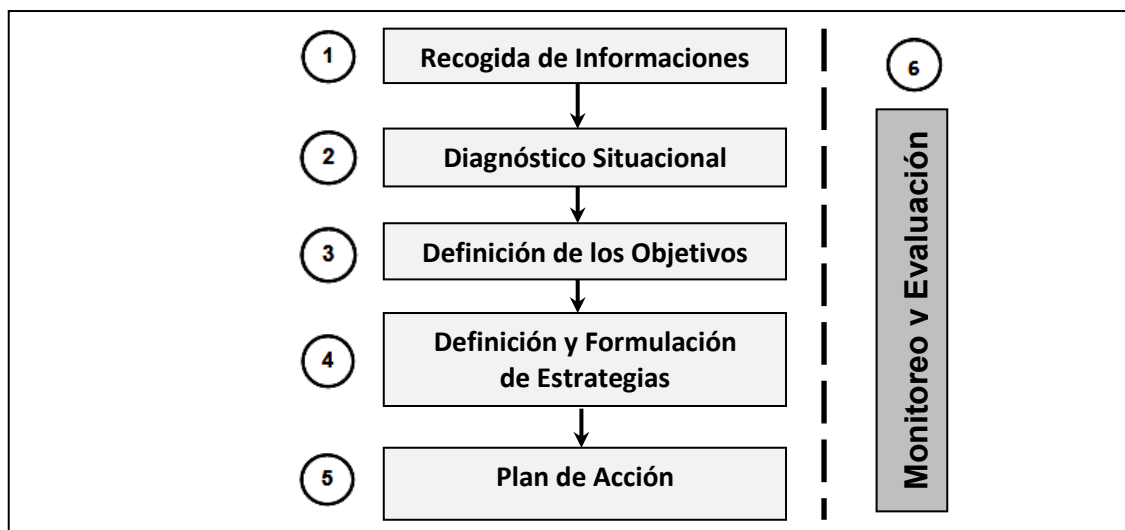 1
Recogida de Informaciones
2
Diagnóstico Situacional
3
Definición de los Objetivos
4
Definición y Formulación
de Estrategias
5
Plan de Acción
6
Monitoreo v Evaluación